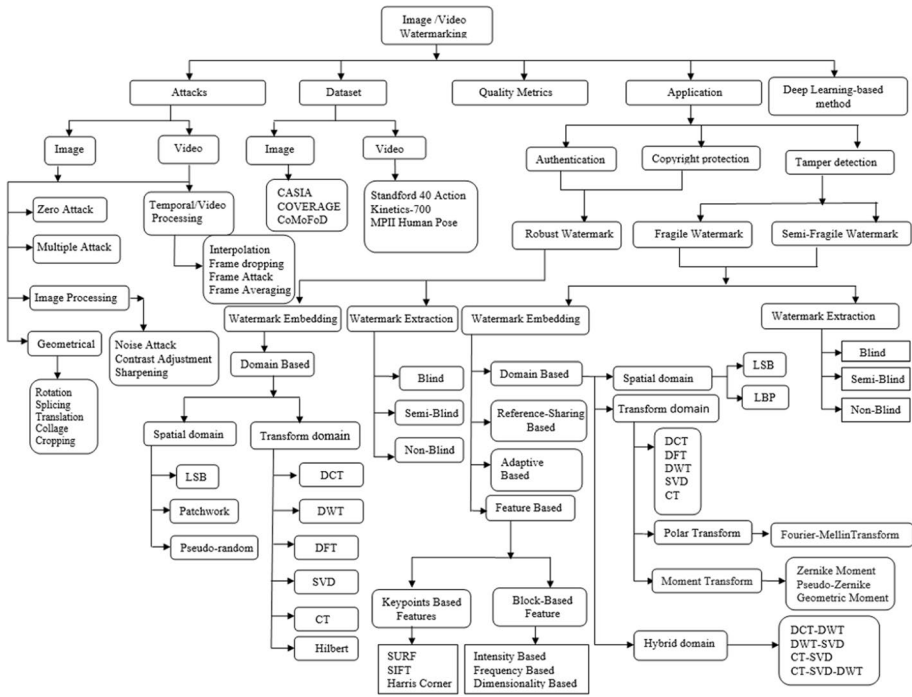 Image /Video
Watermarking
Attacks
Dataset
Quality Metrics
Application
Deep Learning-based
method
Image
Video
Image
Video
Authentication
Copyright protection
Tamper detection
Zero Attack
Multiple Attack
Image Processing
Geometrical
Temporal/Video
Processing
Interpolation
Frame dropping
Frame Attack
Frame Averaging
Noise Attack
Contrast Adjustment
Sharpening
Rotation
Splicing
Translation
Collage
Cropping
CASIA
COVERAGE
CoMoFoD
Standford 40 Action
Kinetics-700
MPII Human Pose
Robust Watermark
Fragile Watermark
Semi-Fragile Watermark
Watermark Embedding
Watermark Extraction
Watermark Embedding
Watermark Extraction
Domain Based
Spatial domain
Transform domain
LSB
Patchwork
Pseudo-random
DCT
DWT
DFT
SVD
CT
Hilbert
Blind
Semi-Blind
Non-Blind
Domain Based
Reference-Sharing
Based
Adaptive
Based
Feature Based
Keypoints Based
Features
Block-Based
Feature
SURF
SIFT
Harris Corner
Intensity Based
Frequency Based
Dimensionality Based
Spatial domain
LSB
LBP
Transform domain
DCT
DFT
DWT
SVD
CT
Polar Transform
Fourier-MellinTransform
Moment Transform
Zernike Moment
Pseudo-Zernike
Geometric Moment
Hybrid domain
DCT-DWT
DWT-SVD
CT-SVD
CT-SVD-DWT
Blind
Semi-Blind
Non-Blind